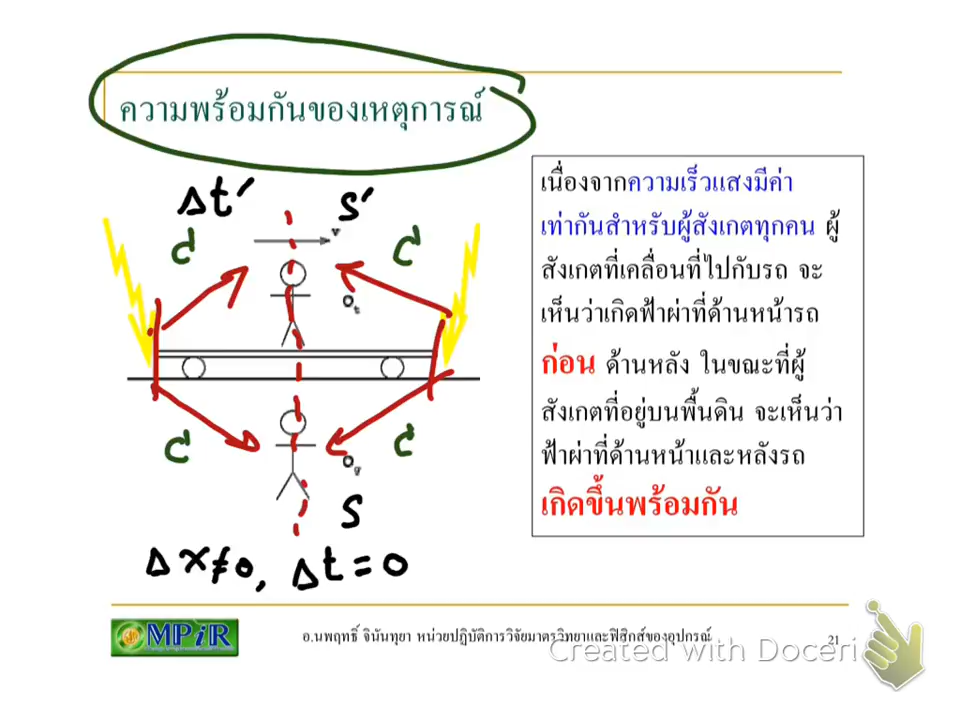 ความพร้อมกันของเหตุการณ์
Δt′
S′
v
c
c
O
t
c
c
O
g
S
Δx≠0, Δt=0
เนื่องจากความเร็วแสงมีค่า
เท่ากันสำหรับผู้สังเกตทุกคน ผู้
สังเกตที่เคลื่อนที่ไปกับรถ จะ
เห็นว่าเกิดฟ้าผ่าที่ด้านหน้ารถ
ก่อน ด้านหลัง ในขณะที่ผู้
สังเกตที่อยู่บนพื้นดิน จะเห็นว่า
ฟ้าผ่าที่ด้านหน้าและหลังรถ
เกิดขึ้นพร้อมกัน
MPiR
อ.นพฤทธิ์ จินันทุยา หน่วยปฏิบัติการวิจัยมาตรวิทยาและฟิสิกส์ของอุปกรณ์
21
Created with Doceri